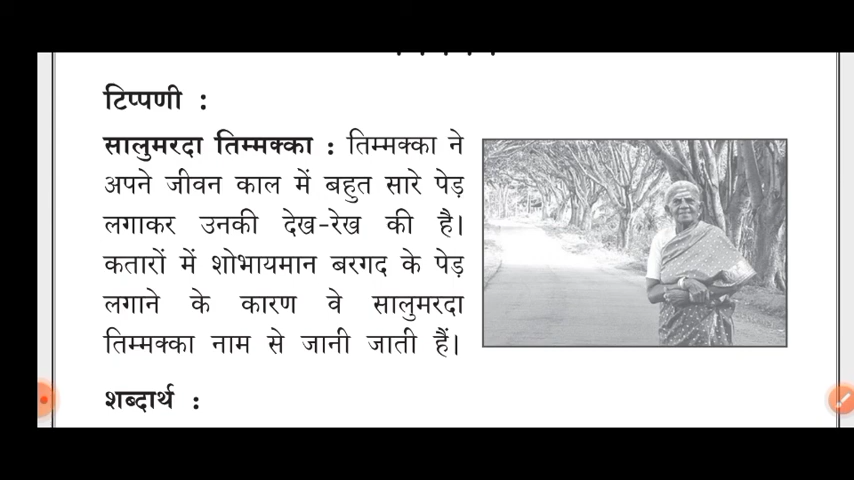 टिप्पणी :
सालुमरदा तिम्मक्का : तिम्मक्का ने
अपने जीवन काल में बहुत सारे पेड़
लगाकर उनकी देख-रेख की है।
कतारों में शोभायमान बरगद के पेड़
लगाने के कारण वे सालुमरदा
तिम्मक्का नाम से जानी जाती हैं।
शब्दार्थ :